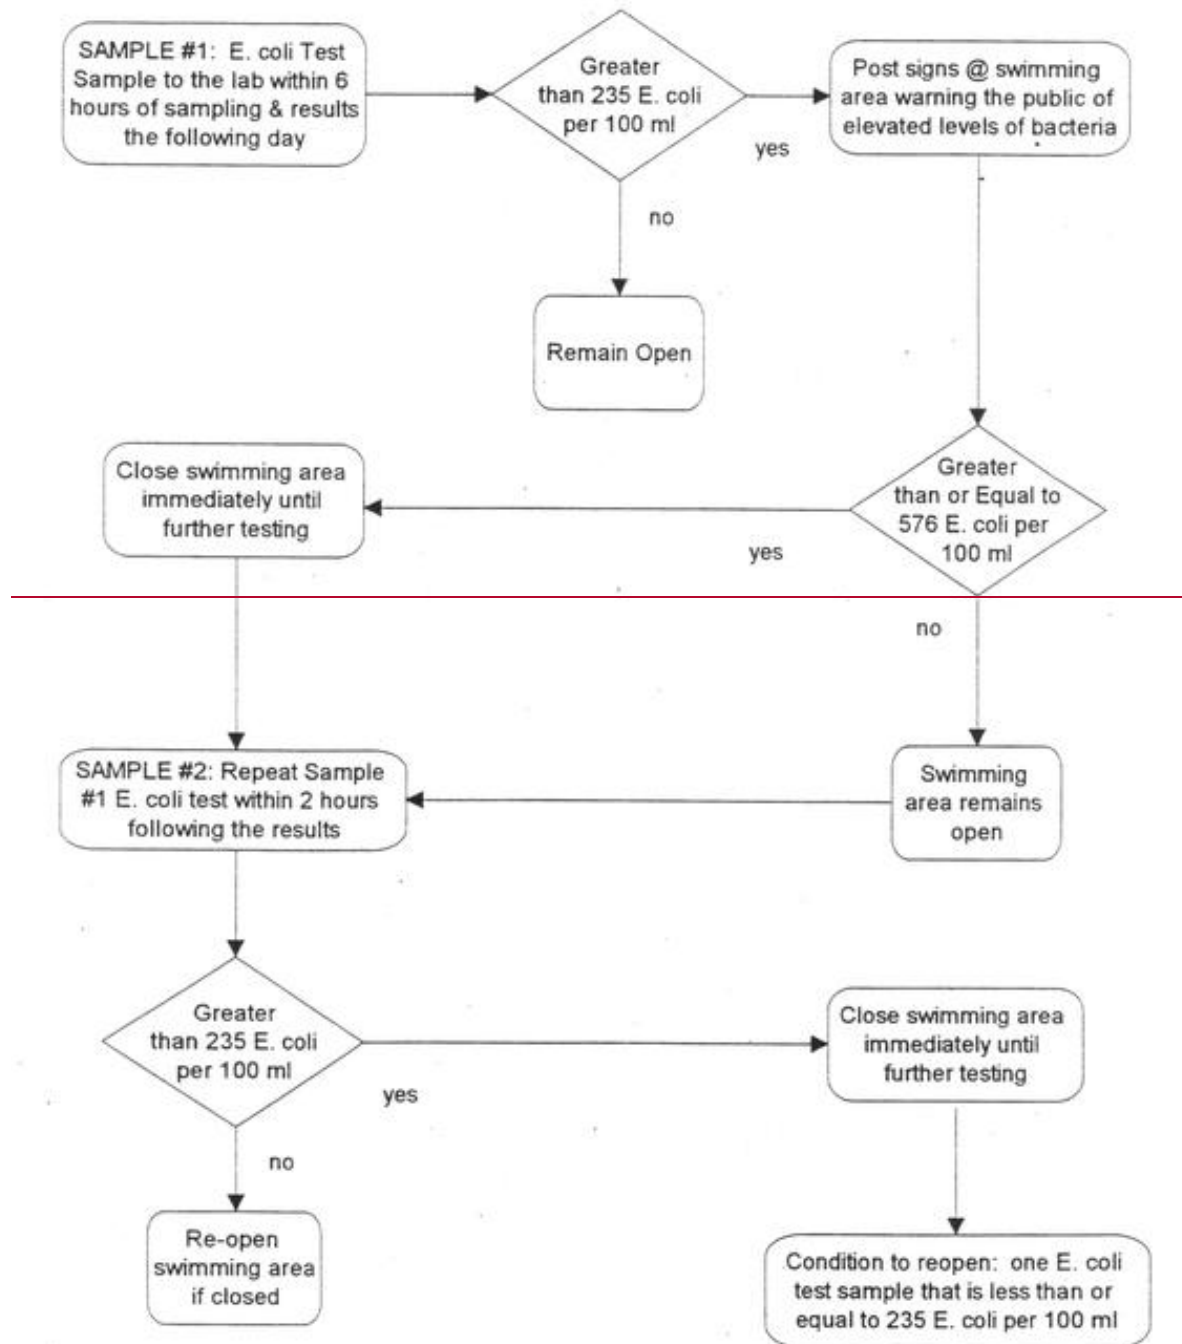 SAMPLE #1: E. coli Test
Sample to the lab within 6
hours of sampling & results
the following day
Greater
than 235 E. coli
per 100 ml
yes
Post signs @ swimming
area warning the public of
elevated levels of bacteria
no
Remain Open
Greater
than or Equal to
576 E. coli per
100 ml
yes
Close swimming area
immediately until
further testing
no
Swimming
area remains
open
SAMPLE #2: Repeat Sample
#1 E. coli test within 2 hours
following the results
Greater
than 235 E. coli
per 100 ml
yes
Close swimming area
immediately until
further testing
no
Re-open
swimming area
if closed
Condition to reopen: one E. coli
test sample that is less than or
equal to 235 E. coli per 100 ml